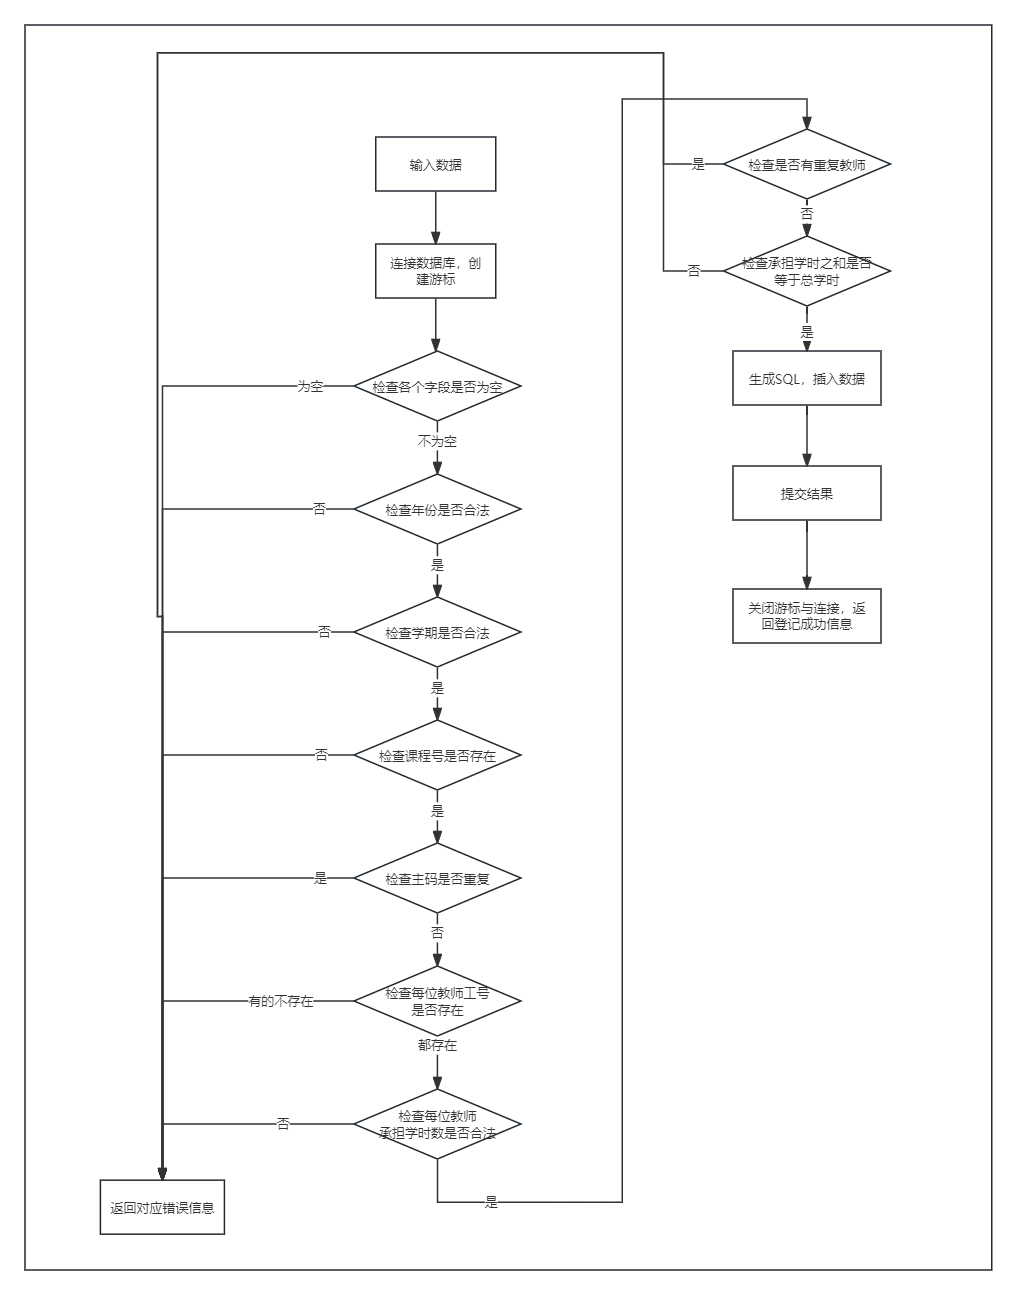 输入数据
连接数据库，创
建游标
检查各个字段是否为空
为空
不为空
检查年份是否合法
否
是
检查学期是否合法
否
是
检查课程号是否存在
否
是
检查主码是否重复
是
否
检查每位教师工号
是否存在
有的不存在
都存在
检查每位教师
承担学时数是否合法
否
是
返回对应错误信息
检查是否有重复教师
是
否
检查承担学时之和是否
等于总学时
否
是
生成SQL，插入数据
提交结果
关闭游标与连接，返
回登记成功信息